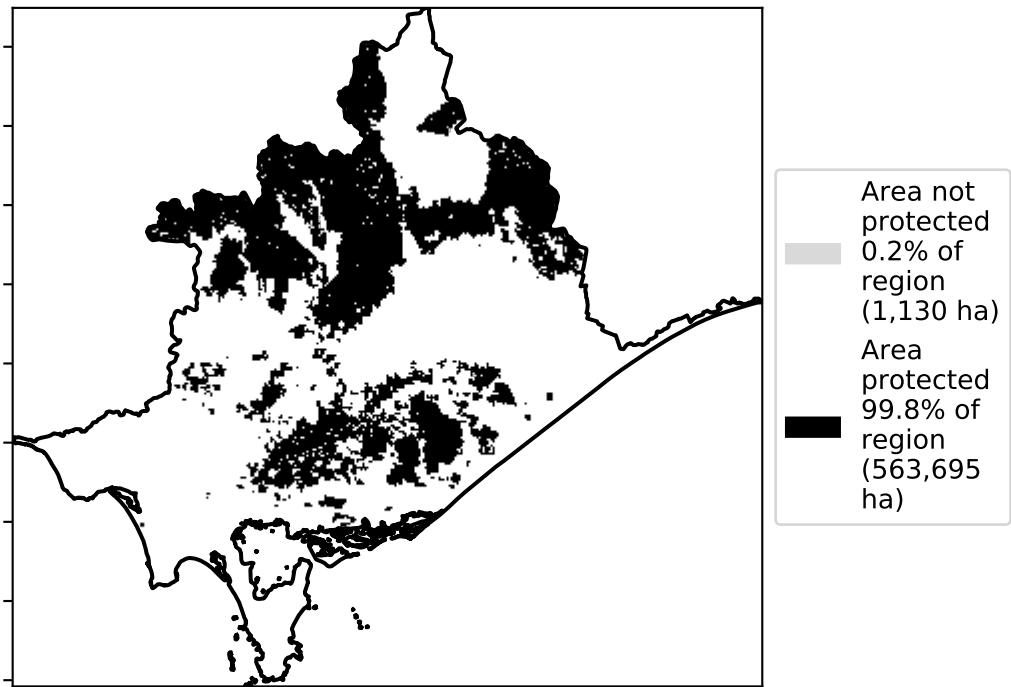 Area not
protected
0.2% of
region
(1,130 ha)
Area
protected
99.8% of
region
(563,695
ha)